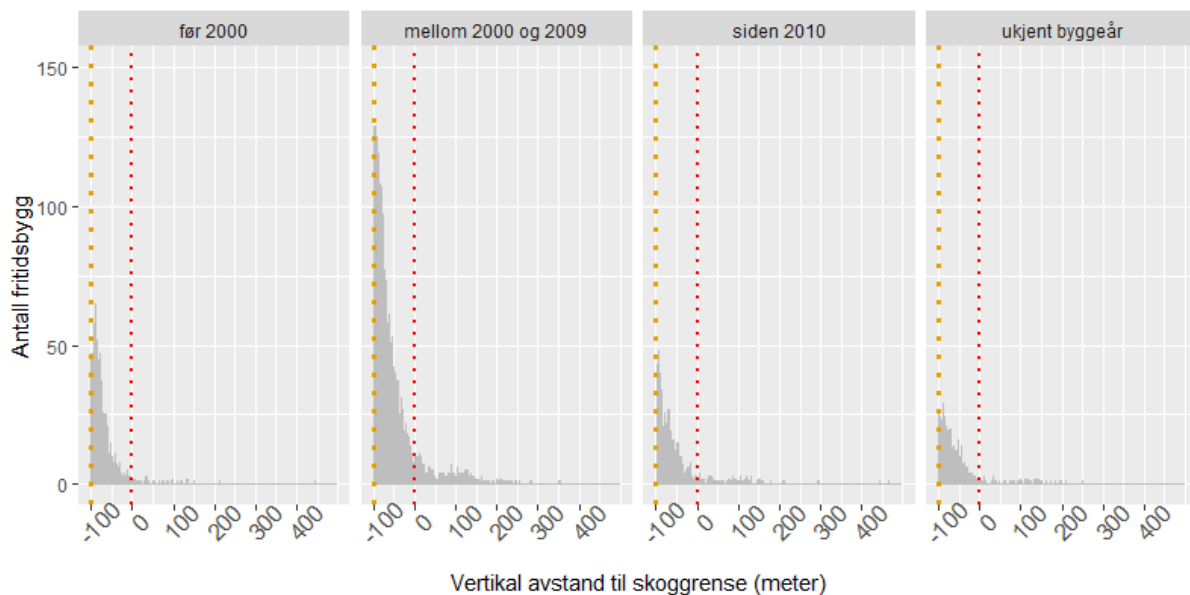 før 2000
mellom 2000 og 2009
siden 2010
ukjent byggeår
150
100
50
0
Antall fritidsbygg
-100 0 100 200 300 400
-100 0 100 200 300 400
-100 0 100 200 300 400
-100 0 100 200 300 400
Vertikal avstand til skoggrense (meter)